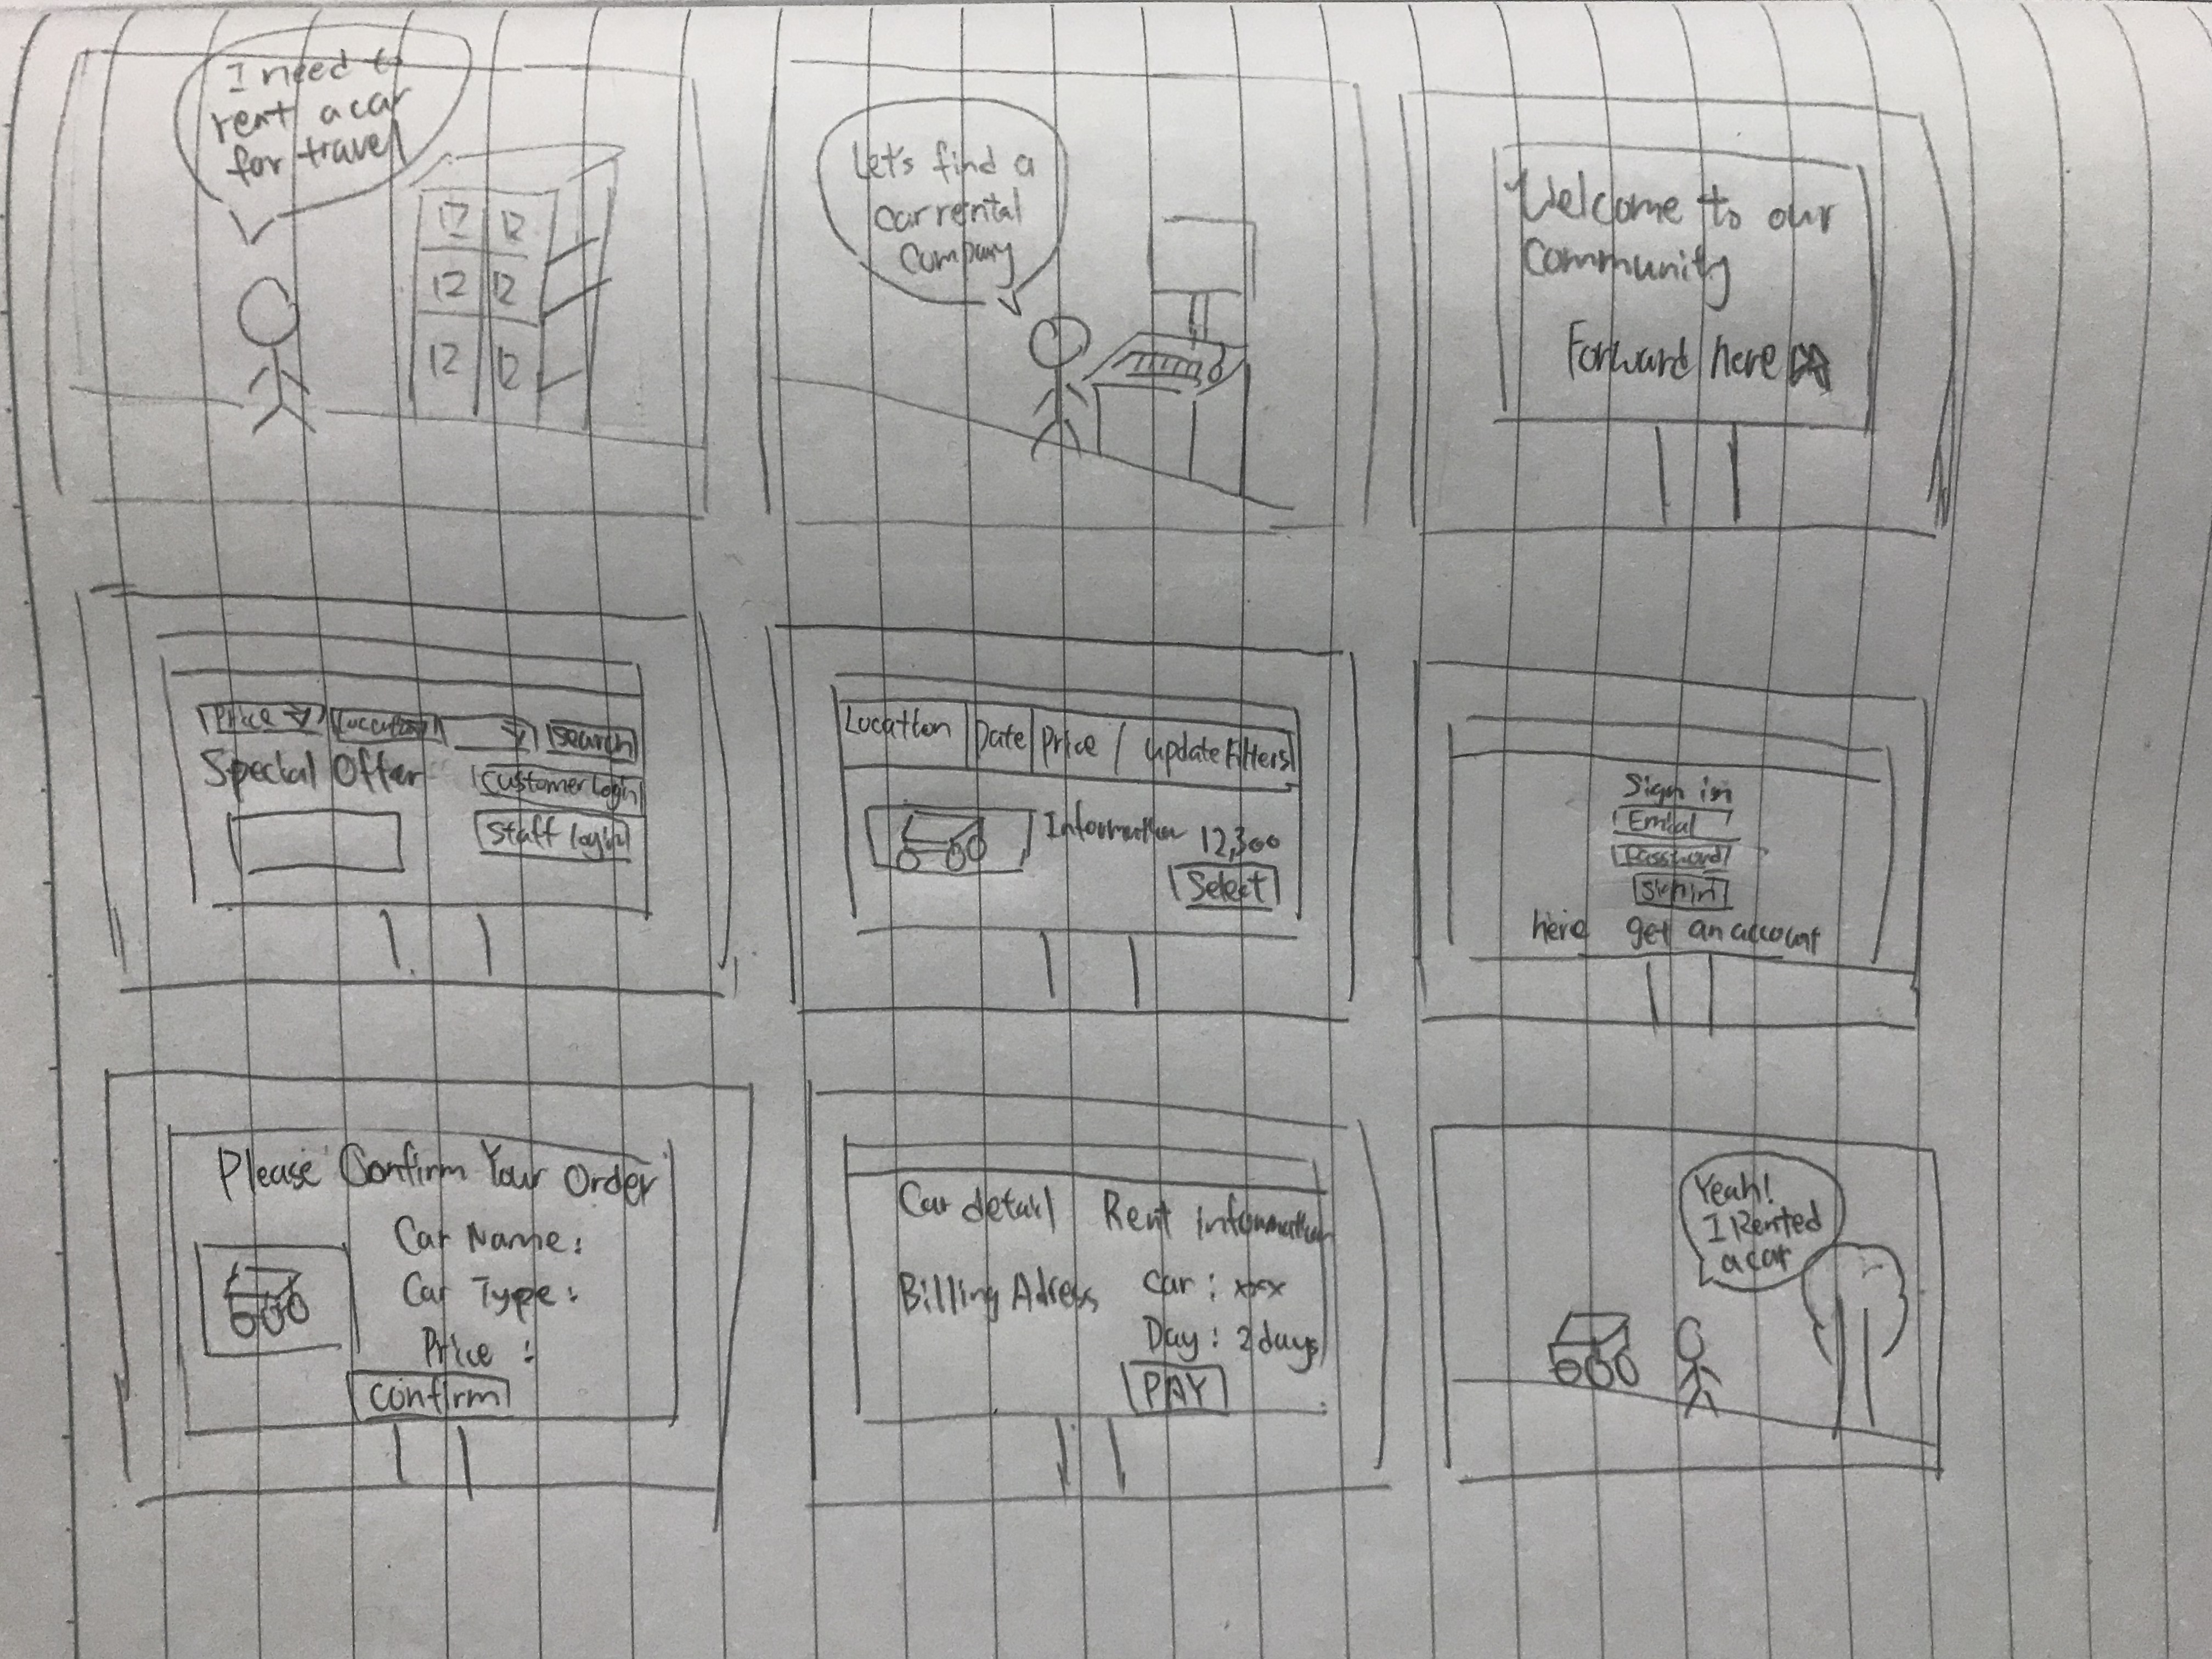 I need to
rent a car
for travel
12 12
12 12
12 12
Let's find a
car rental
company
Welcome to our
Community
Forward here
Price Location Search
Special Offer Customer Login
Staff login
Location Date Price update Filters
Information 12,300
Select
Sign in
Email
Password
Sign in
here get an account
Please Confirm Your Order
Car Name:
Car Type:
Price:
Confirm
Car detail Rent Information
Billing Adress Car: xxx
Day: 2days
PAY
Yeah!
I Rented
a car